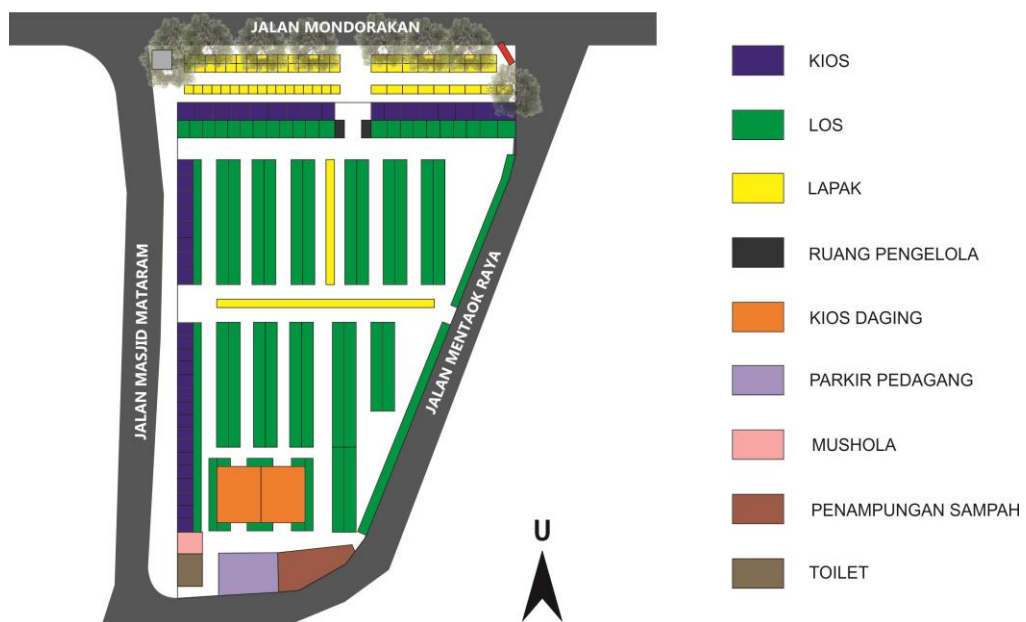 JALAN MONDORAKAN
JALAN MASJID MATARAM
JALAN MENTAOK RAYA
U
KIOS
LOS
LAPAK
RUANG PENGELOLA
KIOS DAGING
PARKIR PEDAGANG
MUSHOLA
PENAMPUNGAN SAMPAH
TOILET